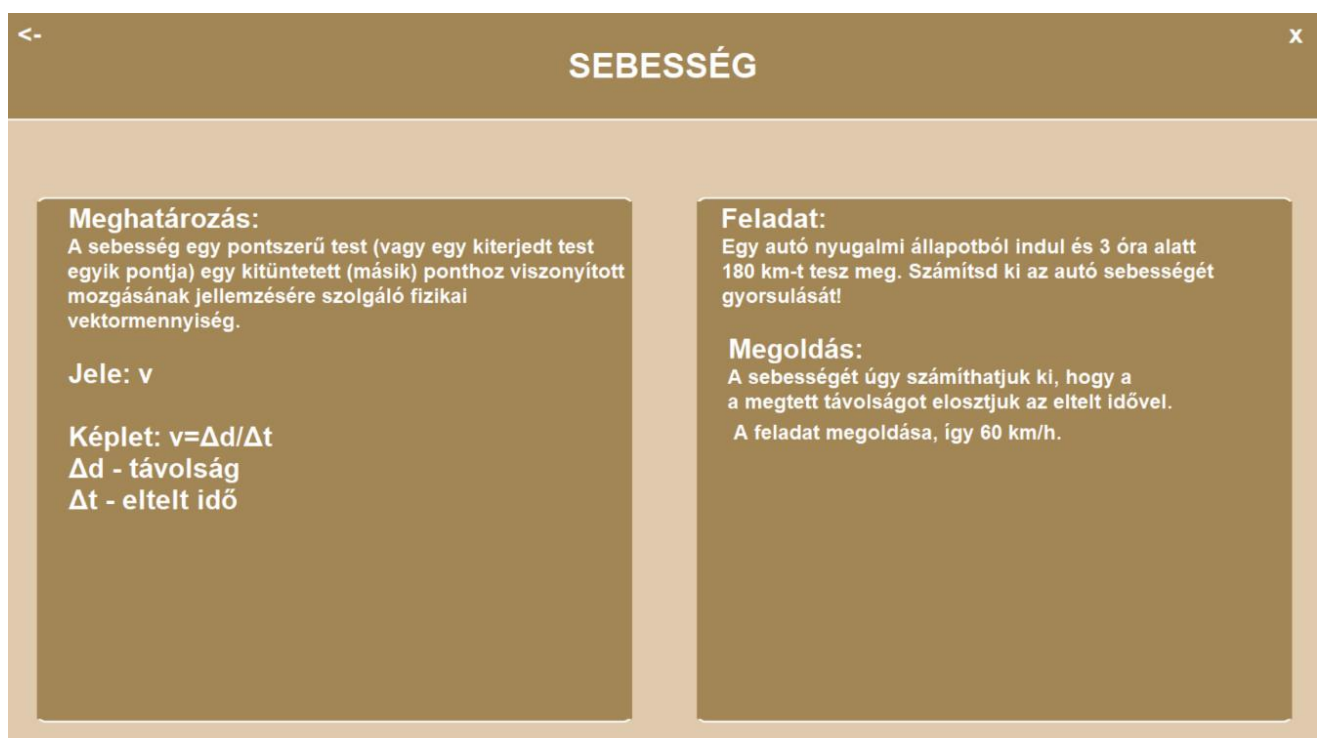 <-
x
SEBESSÉG
Meghatározás:
A sebesség egy pontszerű test (vagy egy kiterjedt test
egyik pontja) egy kitüntetett (másik) ponthoz viszonyított
mozgásának jellemzésére szolgáló fizikai
vektormennyiség.
Jele: v
Képlet: v=Δd/Δt
Δd - távolság
Δt - eltelt idő
Feladat:
Egy autó nyugalmi állapotból indul és 3 óra alatt
180 km-t tesz meg. Számítsd ki az autó sebességét
gyorsulását!
Megoldás:
A sebességét úgy számíthatjuk ki, hogy a
a megtett távolságot elosztjuk az eltelt idővel.
A feladat megoldása, így 60 km/h.